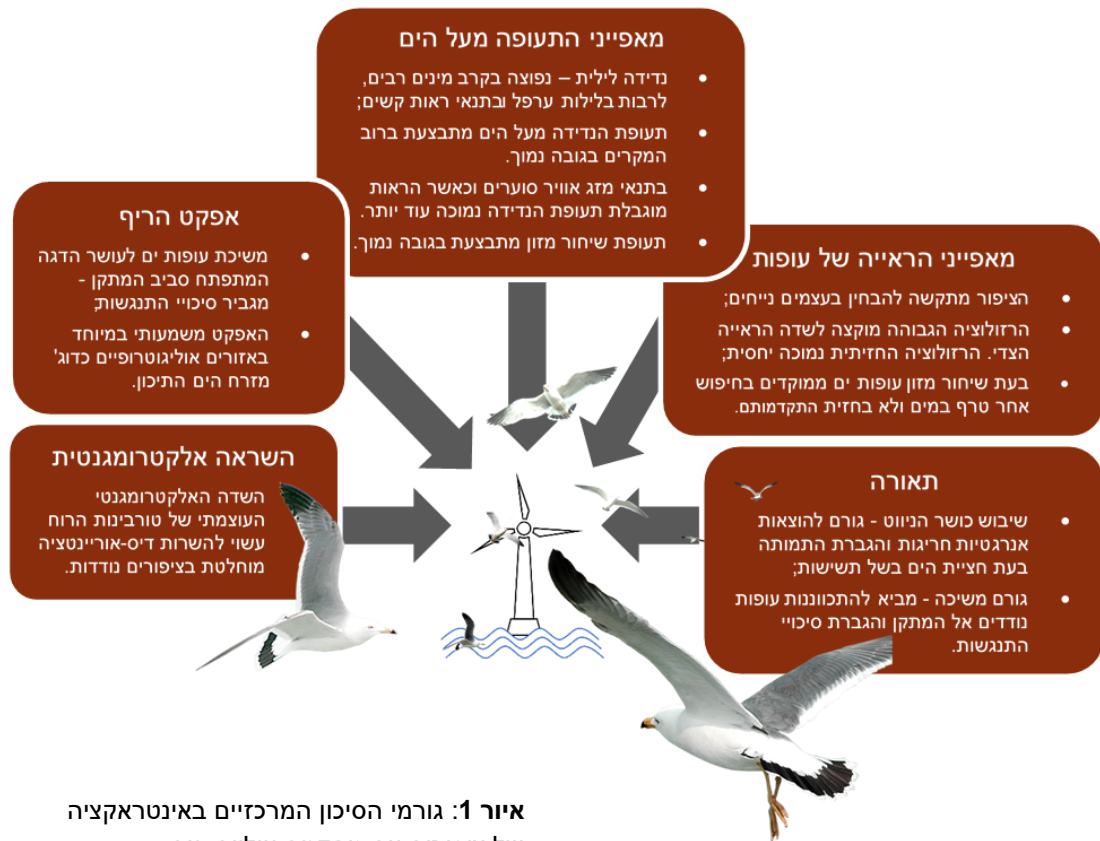 מאפייני התעופה מעל הים
• נדידה לילית – נפוצה בקרב מינים רבים,
לרבות בלילות ערפל ובתנאי ראות קשים;
• תעופת הנדידה מעל הים מתבצעת ברוב
המקרים בגובה נמוך.
• בתנאי מזג אוויר סוערים וכאשר הראות
מוגבלת תעופת הנדידה נמוכה עוד יותר.
• תעופת שיחור מזון מתבצעת בגובה נמוך.
מאפייני הראייה של עופות
• הציפור מתקשה להבחין בעצמים נייחים;
• הרזולוציה הגבוהה מוקצה לשדה הראייה
הצדי. הרזולוציה החזיתית נמוכה יחסית;
• בעת שיחור מזון עופות ים ממוקדים בחיפוש
אחר טרף במים ולא בחזית התקדמותם.
אפקט הריף
• משיכת עופות ים לעושר הדגה
המתפתח סביב המתקן -
מגביר סיכויי התנגשות;
• האפקט משמעותי במיוחד
באזורים אוליגוטרופיים כדוג'
מזרח הים התיכון.
תאורה
• שיבוש כושר הניווט - גורם להוצאות
אנרגטיות חריגות והגברת התמותה
בעת חציית הים בשל תשישות;
• גורם משיכה - מביא להתכווננות עופות
נודדים אל המתקן והגברת סיכויי
התנגשות.
השראה אלקטרומגנטית
השדה האלקטרומגנטי
העוצמתי של טורבינות הרוח
עשוי להשרות דיס-אוריינטציה
מוחלטת בציפורים נודדות.
איור 1: גורמי הסיכון המרכזיים באינטראקציה